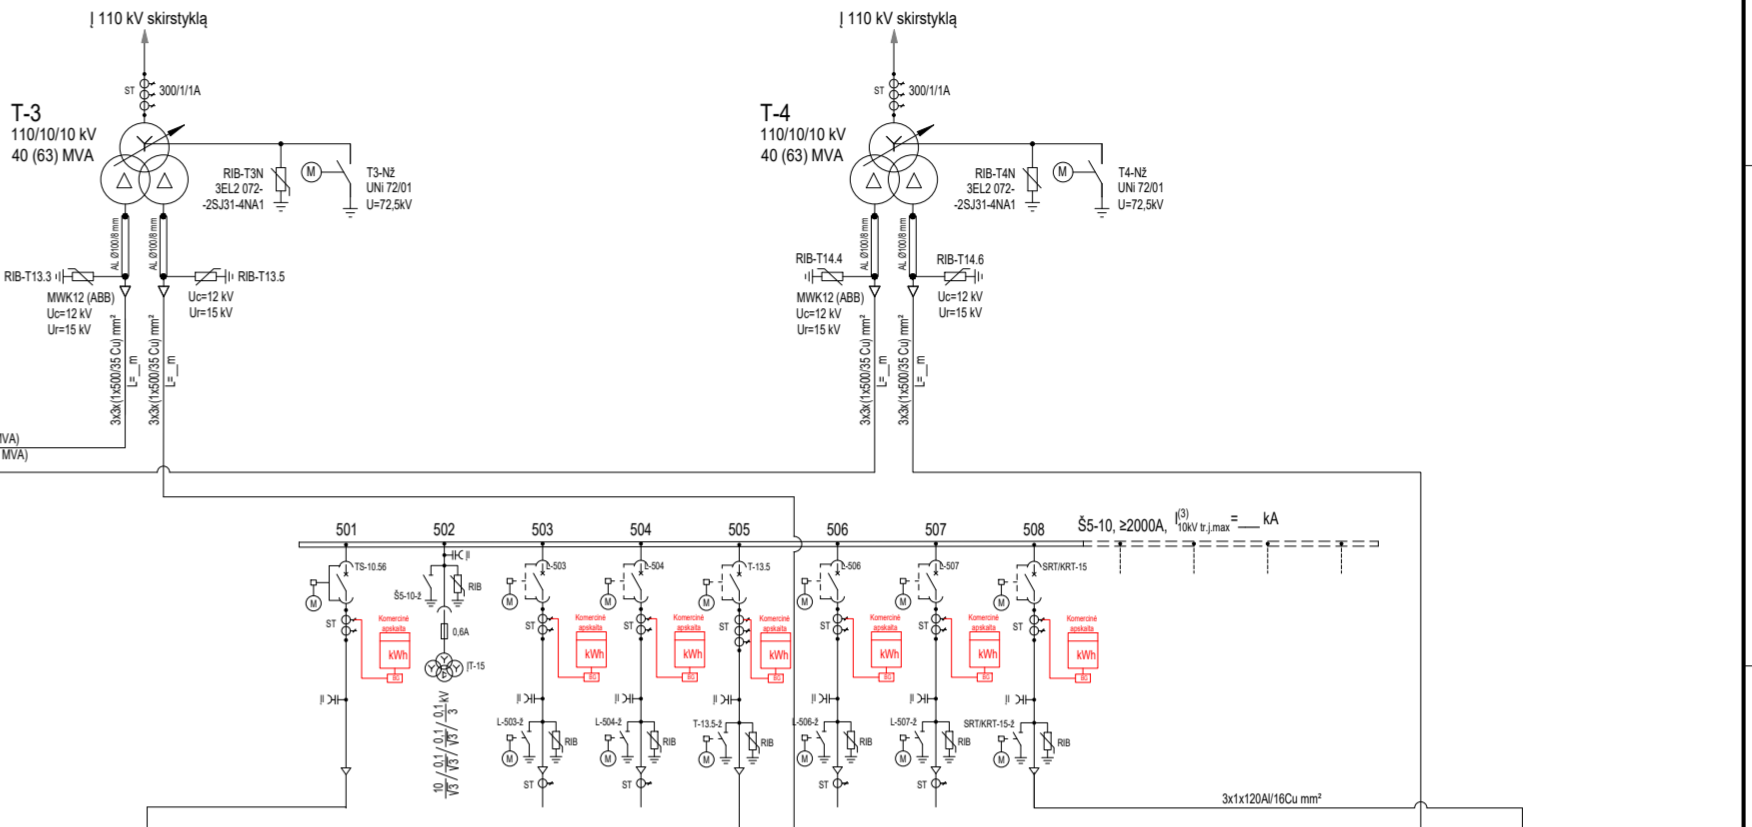 Į 110 kV skirstyklą
ST
300/1/1A
T-3
110/10/10 kV
40 (63) MVA
RIB-T3N
3EL2 072-
-2SJ31-4NA1
M
T3-Nž
UNi 72/01
U=72,5kV
AL Ø100/8 mm
AL Ø100/8 mm
RIB-T13.3
RIB-T13.5
MWK12 (ABB)
Uc=12 kV
Ur=15 kV
Uc=12 kV
Ur=15 kV
3x3x(1x500/35 Cu) mm²
L=__m
3x3x(1x500/35 Cu) mm²
L=__m
MVA)
Į 110 kV skirstyklą
ST
300/1/1A
T-4
110/10/10 kV
40 (63) MVA
RIB-T4N
3EL2 072-
-2SJ31-4NA1
M
T4-Nž
UNi 72/01
U=72,5kV
AL Ø100/8 mm
AL Ø100/8 mm
RIB-T14.4
RIB-T14.6
MWK12 (ABB)
Uc=12 kV
Ur=15 kV
Uc=12 kV
Ur=15 kV
3x3x(1x500/35 Cu) mm²
L=__m
3x3x(1x500/35 Cu) mm²
L=__m
501
502
503
504
505
506
507
508
Š5-10, ≥2000A, I(3)10kV tr.j.max=___ kA
TS-10.56
M
ST
Komercinė
apskaita
kWh
Š5-10-ž
RIB
0,6A
ĮT-15
10/√3 / 0,1/√3 / 0,1/3 kV
L-503
M
ST
Komercinė
apskaita
kWh
L-503-ž
M
RIB
ST
L-504
M
ST
Komercinė
apskaita
kWh
L-504-ž
M
RIB
ST
T-13.5
M
ST
Komercinė
apskaita
kWh
T-13.5-ž
M
RIB
L-506
M
ST
Komercinė
apskaita
kWh
L-506-ž
M
RIB
ST
L-507
M
ST
Komercinė
apskaita
kWh
L-507-ž
M
RIB
ST
SRT/KRT-15
M
ST
Komercinė
apskaita
kWh
SRT/KRT-15-ž
M
RIB
3x1x120Al/16Cu mm²